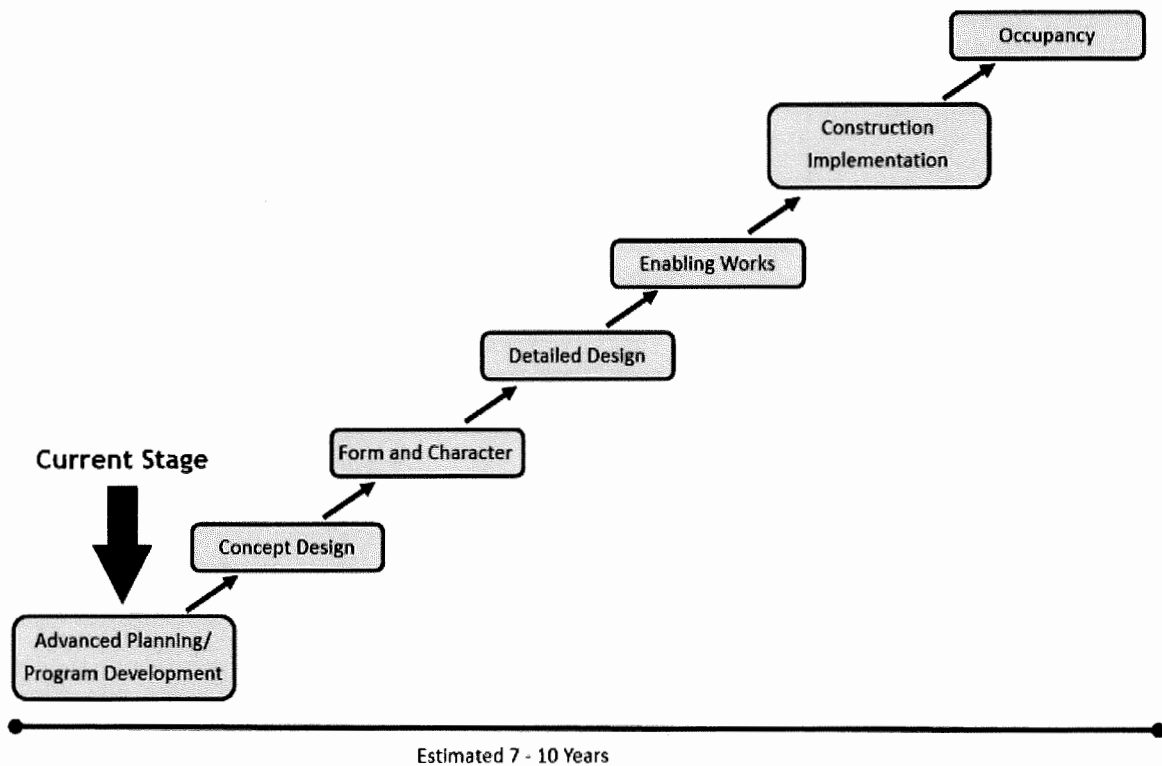 Occupancy
Construction
Implementation
Enabling Works
Detailed Design
Form and Character
Current Stage
Concept Design
Advanced Planning/
Program Development
Estimated 7 - 10 Years